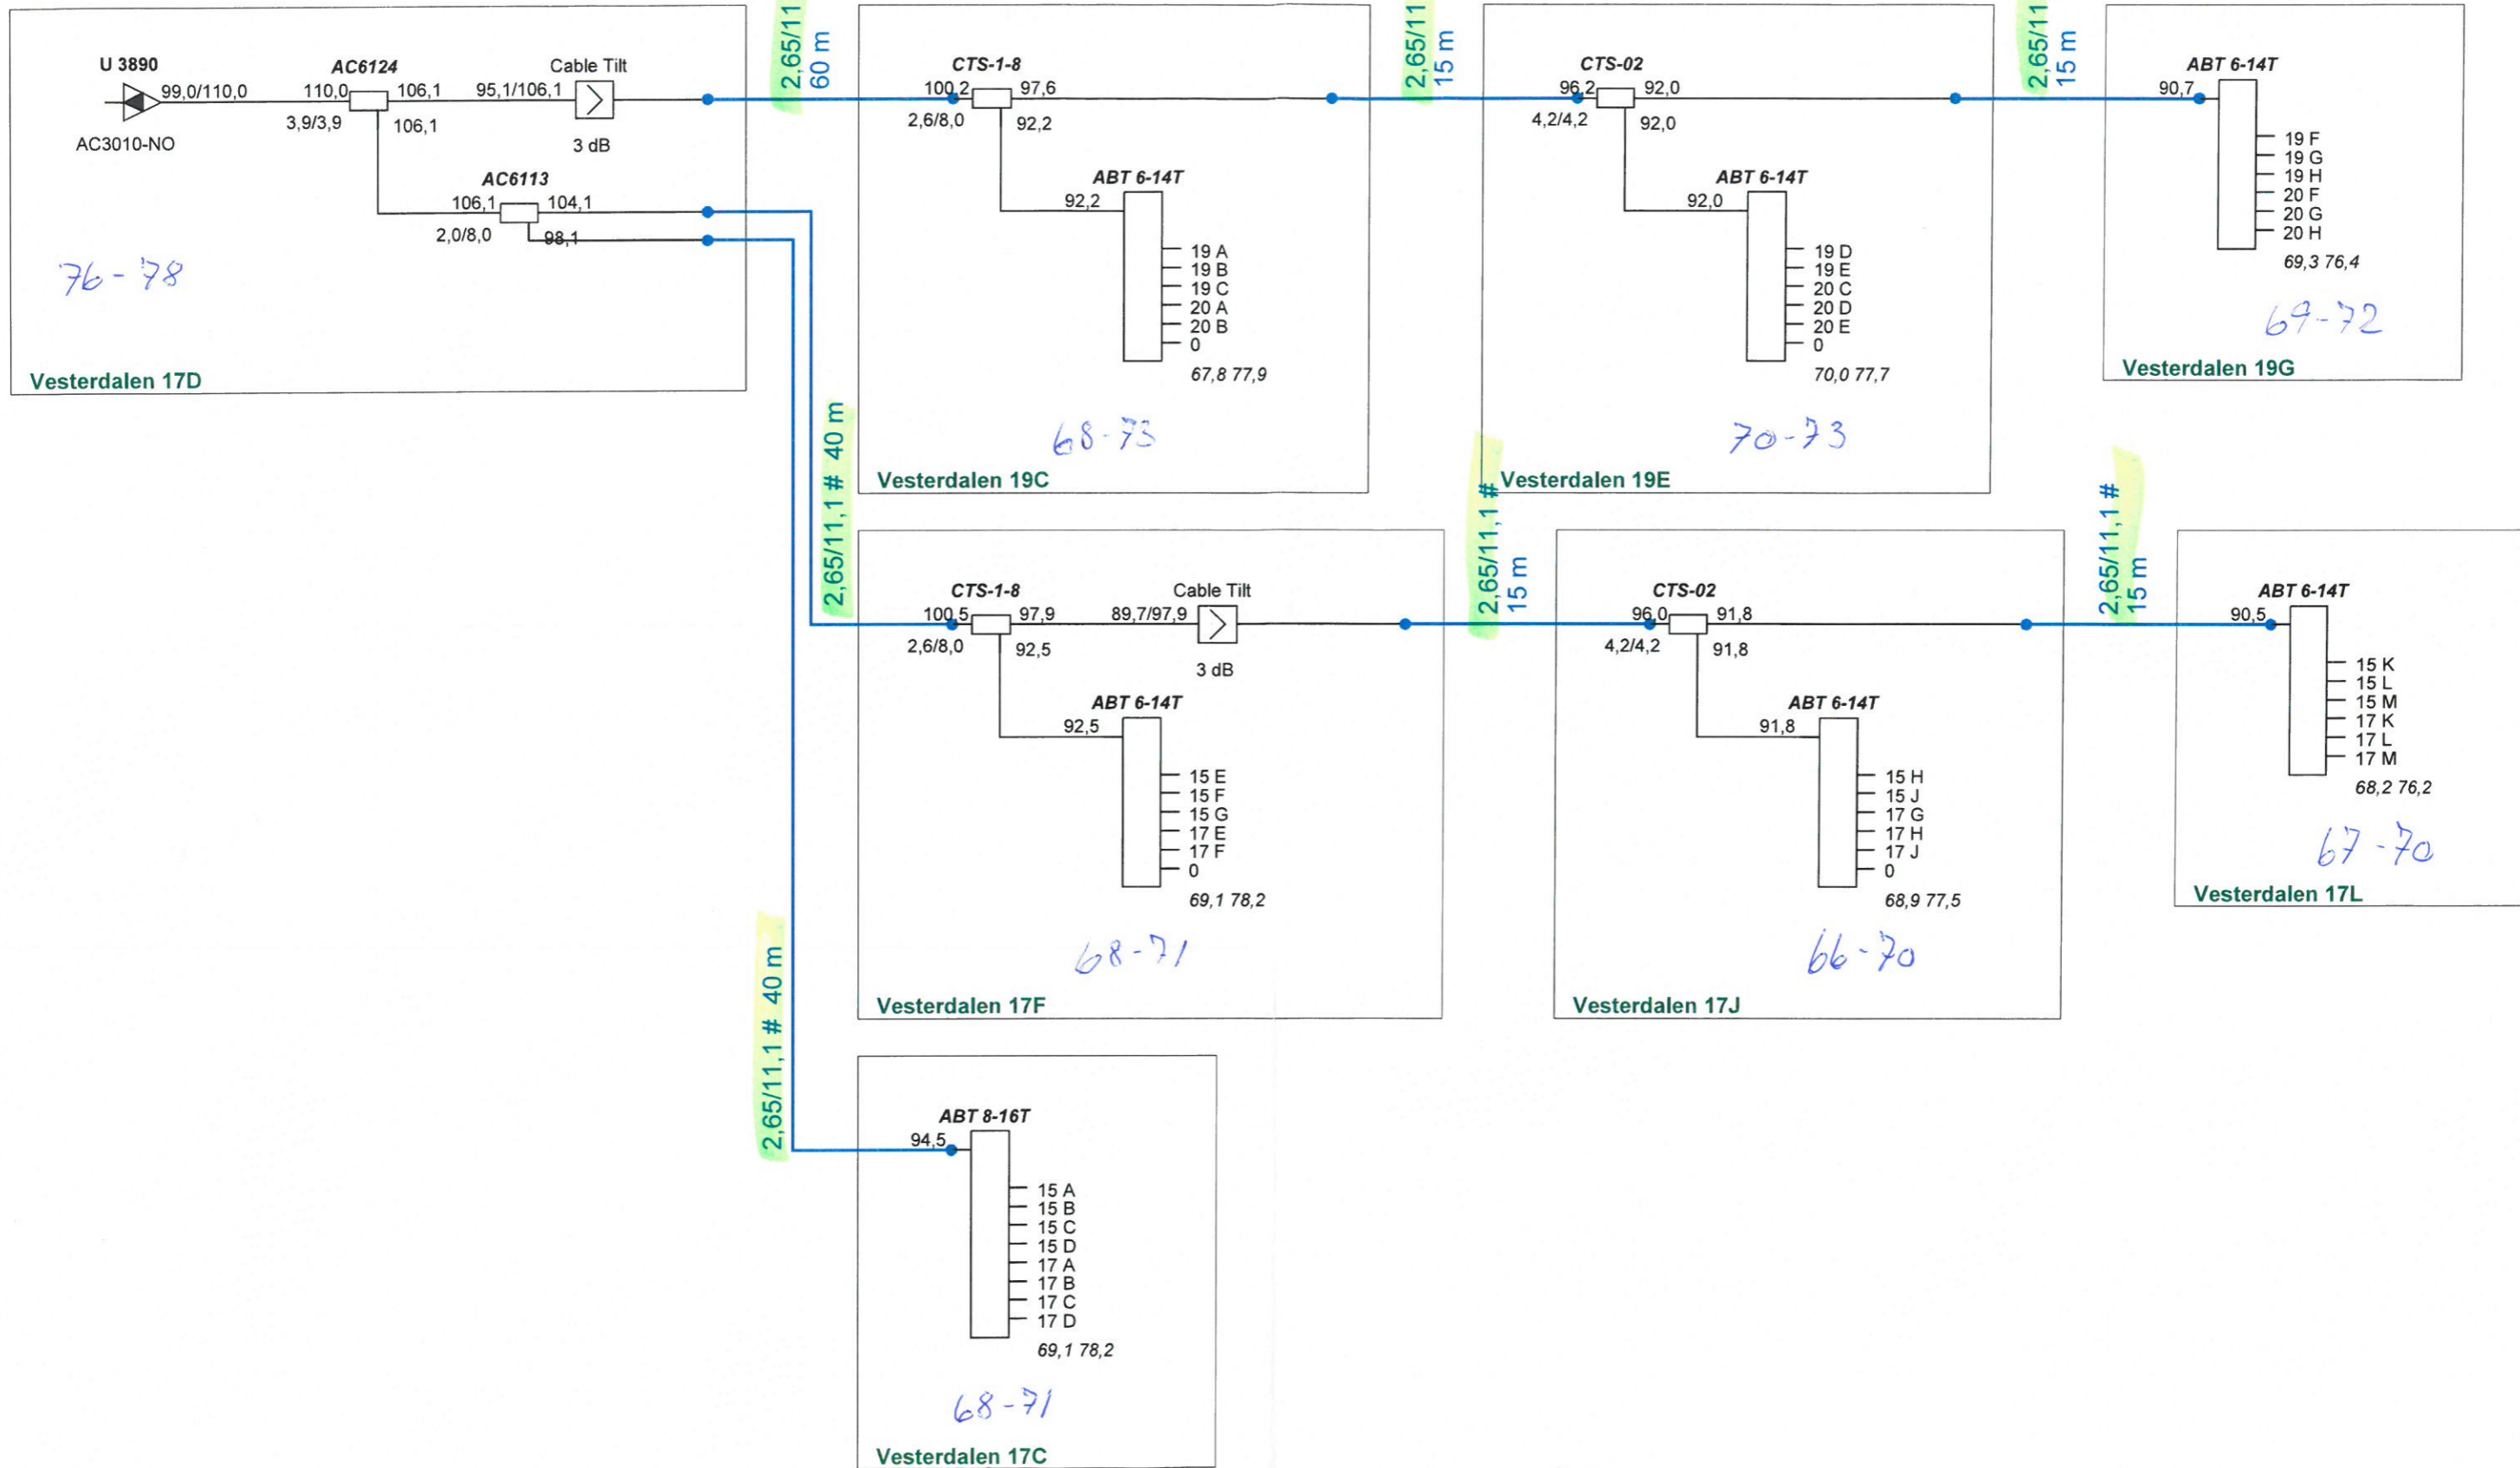 U 3890
99,0/110,0
AC3010-NO
AC6124
110,0
106,1
3,9/3,9
106,1
95,1/106,1
Cable Tilt
3 dB
AC6113
106,1
104,1
2,0/8,0
98,1
76-78
Vesterdalen 17D
2,65/11
60 m
CTS-1-8
100,2
97,6
2,6/8,0
92,2
ABT 6-14T
92,2
19 A
19 B
19 C
20 A
20 B
0
67,8 77,9
68-73
Vesterdalen 19C
2,65/11
15 m
CTS-02
96,2
92,0
4,2/4,2
92,0
ABT 6-14T
92,0
19 D
19 E
20 C
20 D
20 E
0
70,0 77,7
70-73
Vesterdalen 19E
2,65/11
15 m
ABT 6-14T
90,7
19 F
19 G
19 H
20 F
20 G
20 H
69,3 76,4
69-72
Vesterdalen 19G
2,65/11,1 # 40 m
CTS-1-8
100,5
97,9
2,6/8,0
92,5
89,7/97,9
Cable Tilt
3 dB
ABT 6-14T
92,5
15 E
15 F
15 G
17 E
17 F
0
69,1 78,2
68-71
Vesterdalen 17F
2,65/11,1 #
15 m
CTS-02
96,0
91,8
4,2/4,2
91,8
ABT 6-14T
91,8
15 H
15 J
17 G
17 H
17 J
0
68,9 77,5
66-70
Vesterdalen 17J
2,65/11,1 #
15 m
ABT 6-14T
90,5
15 K
15 L
15 M
17 K
17 L
17 M
68,2 76,2
67-70
Vesterdalen 17L
2,65/11,1 # 40 m
ABT 8-16T
94,5
15 A
15 B
15 C
15 D
17 A
17 B
17 C
17 D
69,1 78,2
68-71
Vesterdalen 17C